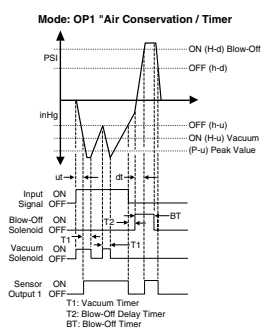 Mode: OP1 "Air Conservation / Timer
PSI
ON (H-d) Blow-Off
OFF (h-d)
inHg
OFF (h-u)
ON (H-u) Vacuum
(P-u) Peak Value
ut
dt
Input Signal ON OFF
BT
Blow-Off Solenoid ON OFF
T2
T1
T1
Vacuum Solenoid ON OFF
Sensor Output 1 ON OFF
T1: Vacuum Timer
T2: Blow-Off Delay Timer
BT: Blow-Off Timer